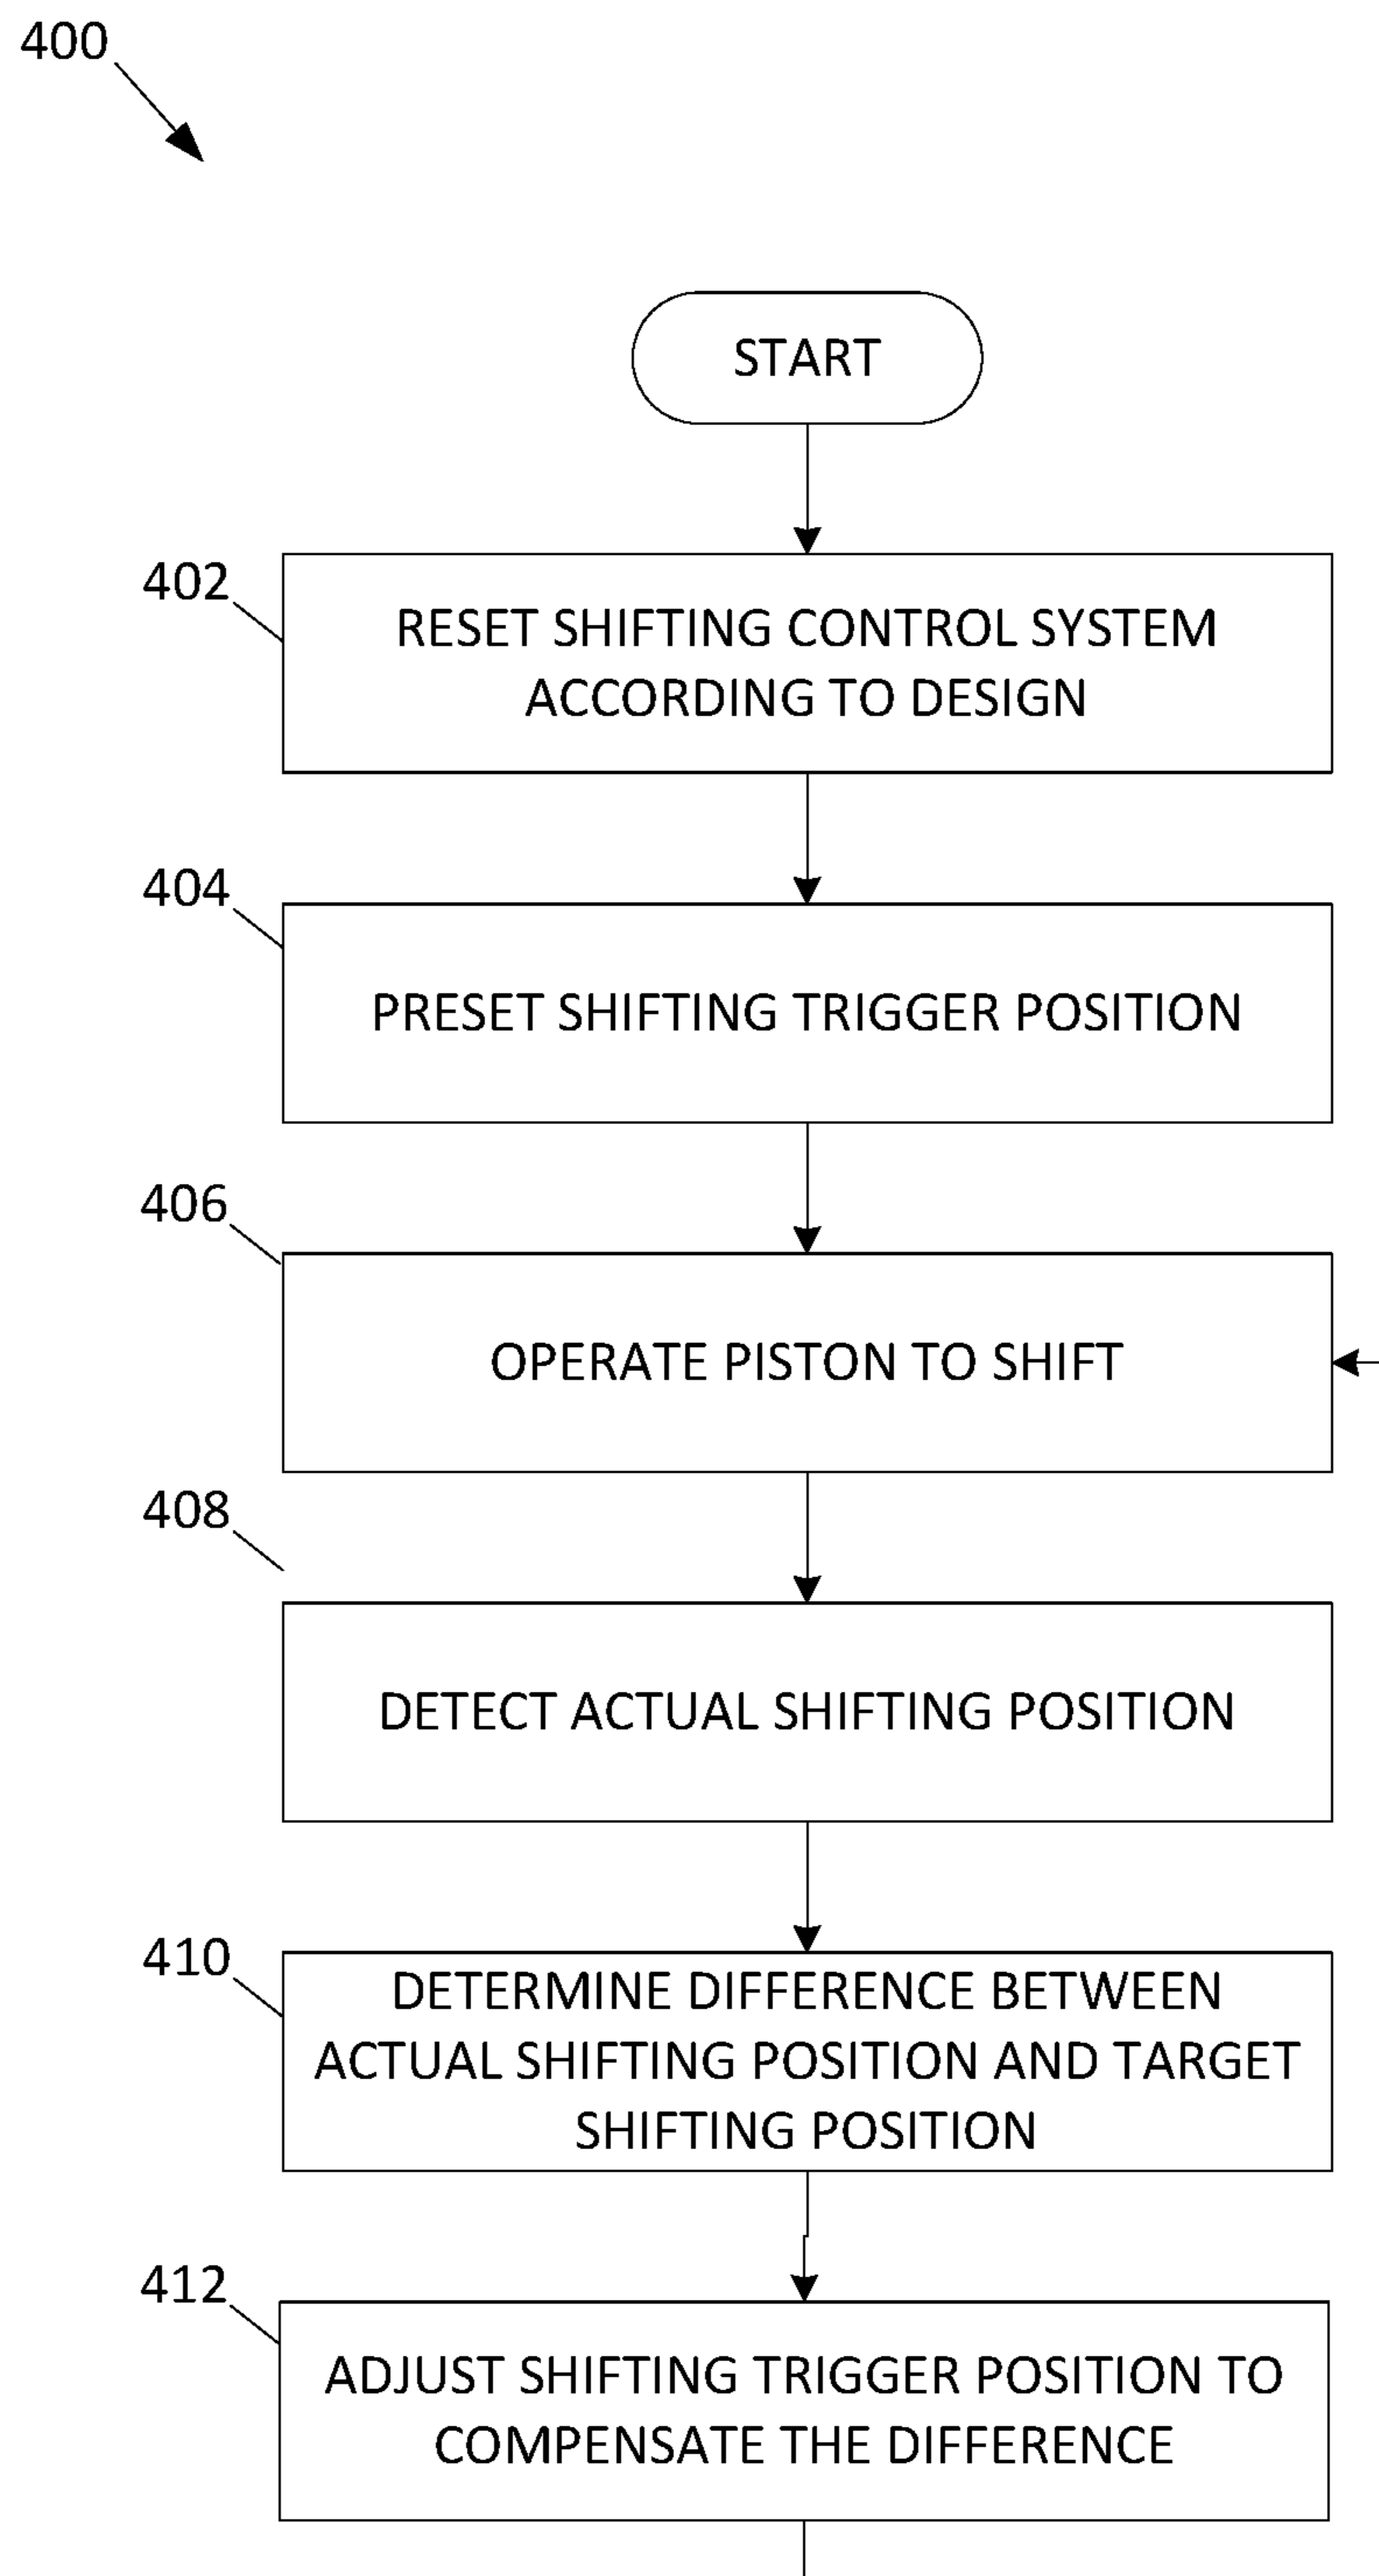 400
START
402
RESET SHIFTING CONTROL SYSTEM
ACCORDING TO DESIGN
404
PRESET SHIFTING TRIGGER POSITION
406
OPERATE PISTON TO SHIFT
408
DETECT ACTUAL SHIFTING POSITION
410
DETERMINE DIFFERENCE BETWEEN
ACTUAL SHIFTING POSITION AND TARGET
SHIFTING POSITION
412
ADJUST SHIFTING TRIGGER POSITION TO
COMPENSATE THE DIFFERENCE